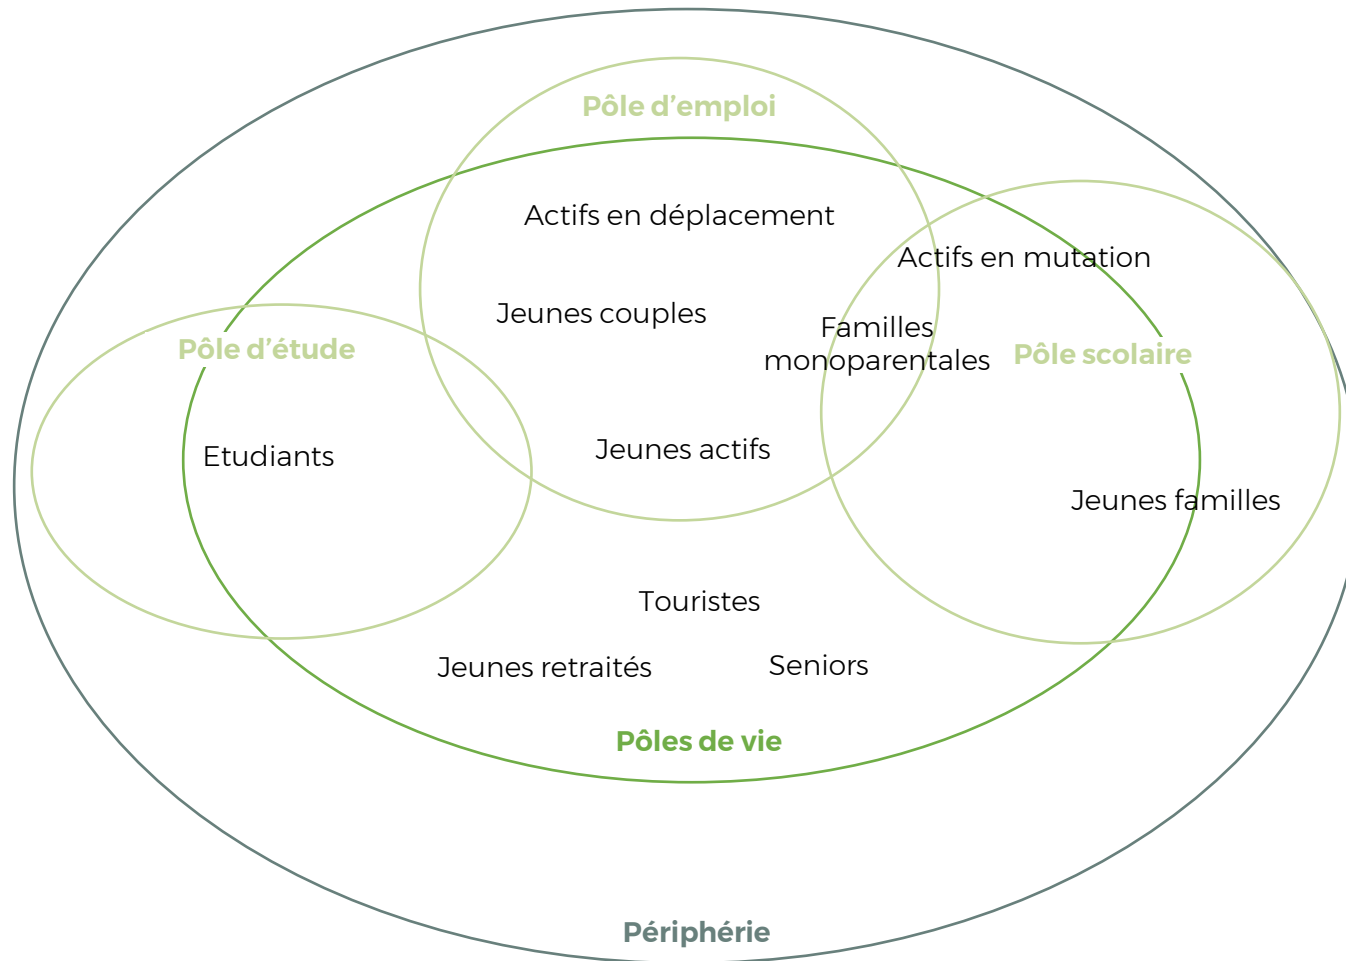 Pôle d'emploi
Actifs en déplacement
Actifs en mutation
Jeunes couples
Familles
monoparentales
Pôle d'étude
Pôle scolaire
Etudiants
Jeunes actifs
Jeunes familles
Touristes
Jeunes retraités
Seniors
Pôles de vie
Périphérie